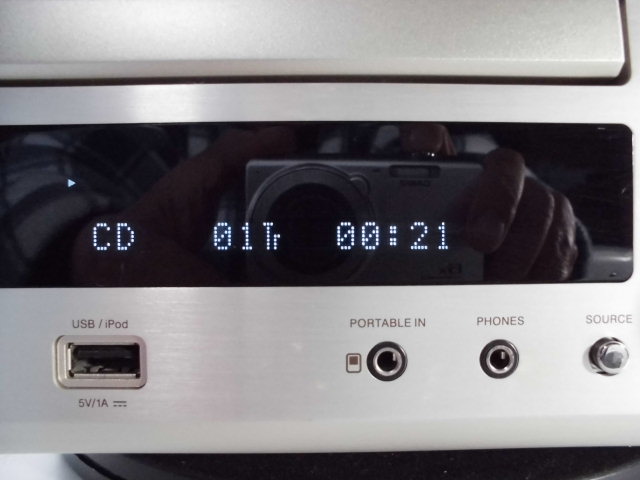 CD 01Tr 00:21
USB / iPod PORTABLE IN PHONES SOURCE
5V/1A